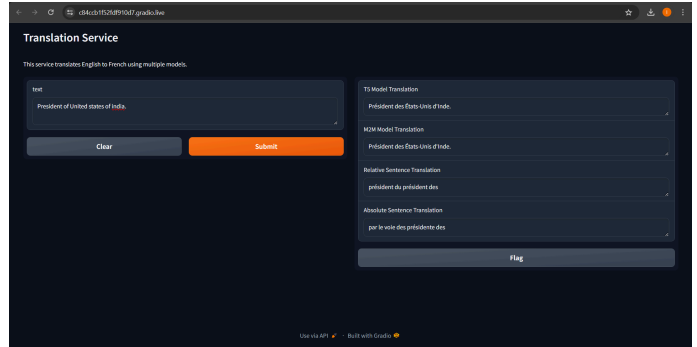 c84ccb1f52fdf910d7.gradio.live
Translation Service
This service translates English to French using multiple models.
text
President of United states of india.
Clear
Submit
T5 Model Translation
Président des États-Unis d'Inde.
M2M Model Translation
Président des États-Unis d'Inde.
Relative Sentence Translation
président du président des
Absolute Sentence Translation
par le voie des présidente des
Flag
Use via API
·
Built with Gradio